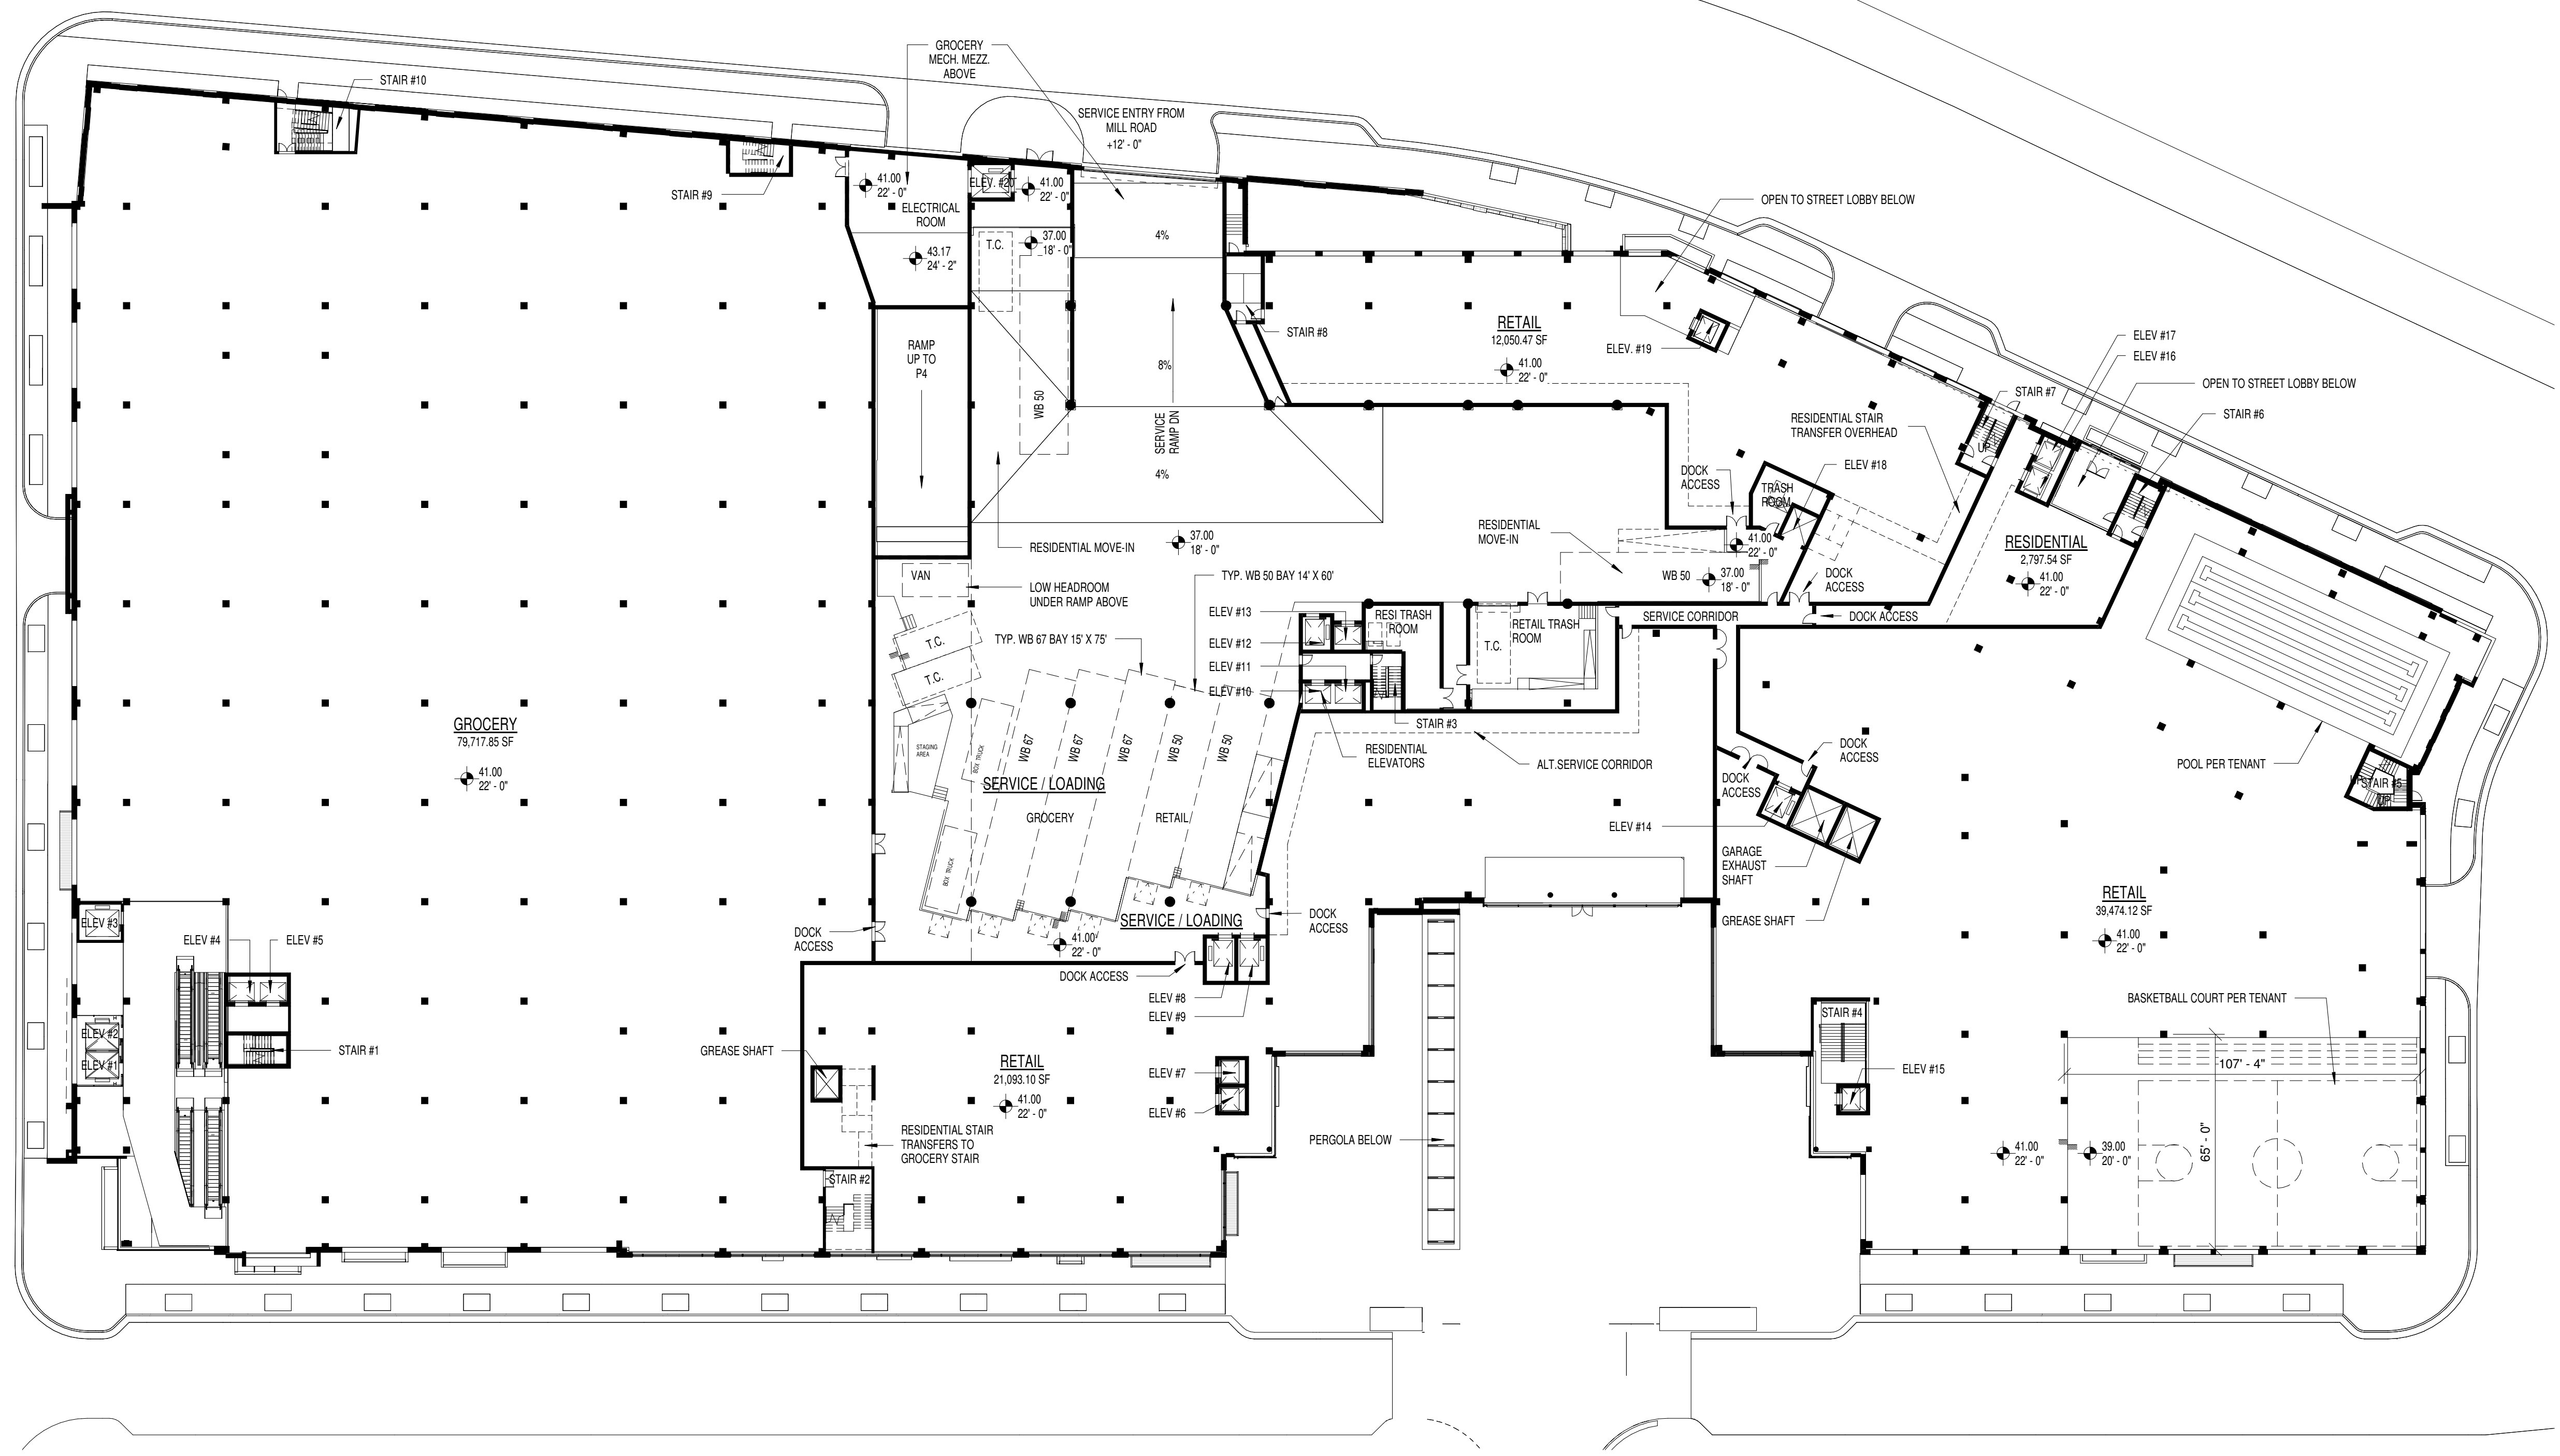 GROCERY
MECH. MEZZ.
ABOVE
STAIR #10
SERVICE ENTRY FROM
MILL ROAD
+12' - 0"
STAIR #9
41.00
22' - 0"
ELEV. #20
41.00
22' - 0"
ELECTRICAL
ROOM
43.17
24' - 2"
T.C.
37.00
18' - 0"
4%
OPEN TO STREET LOBBY BELOW
RAMP
UP TO
P4
WB 50
8%
SERVICE
RAMP DN
4%
STAIR #8
RETAIL
12,050.47 SF
41.00
22' - 0"
ELEV. #19
ELEV #17
ELEV #16
OPEN TO STREET LOBBY BELOW
STAIR #7
STAIR #6
RESIDENTIAL STAIR
TRANSFER OVERHEAD
UP
ELEV #18
DOCK
ACCESS
TRASH
ROOM
RESIDENTIAL MOVE-IN
37.00
18' - 0"
RESIDENTIAL
MOVE-IN
41.00
22' - 0"
RESIDENTIAL
2,797.54 SF
41.00
22' - 0"
VAN
LOW HEADROOM
UNDER RAMP ABOVE
TYP. WB 50 BAY 14' X 60'
WB 50
37.00
18' - 0"
DOCK
ACCESS
ELEV #13
RESI TRASH
ROOM
RETAIL TRASH
ROOM
SERVICE CORRIDOR
DOCK ACCESS
T.C.
T.C.
TYP. WB 67 BAY 15' X 75'
ELEV #12
ELEV #11
ELEV #10
T.C.
STAIR #3
GROCERY
79,717.85 SF
41.00
22' - 0"
STAGING
AREA
BOX TRUCK
WB 67
WB 67
WB 67
WB 50
WB 50
RESIDENTIAL
ELEVATORS
ALT.SERVICE CORRIDOR
DOCK
ACCESS
DOCK
ACCESS
POOL PER TENANT
STAIR #5
UP
UP
SERVICE / LOADING
GROCERY
RETAIL
ELEV #14
GARAGE
EXHAUST
SHAFT
BOX TRUCK
GREASE SHAFT
RETAIL
39,474.12 SF
41.00
22' - 0"
SERVICE / LOADING
DOCK
ACCESS
ELEV #3
ELEV #4
ELEV #5
DOCK
ACCESS
41.00
22' - 0"
DOCK ACCESS
ELEV #8
ELEV #9
BASKETBALL COURT PER TENANT
STAIR #4
ELEV #2
ELEV #1
STAIR #1
GREASE SHAFT
RETAIL
21,093.10 SF
41.00
22' - 0"
ELEV #7
ELEV #6
ELEV #15
107' - 4"
RESIDENTIAL STAIR
TRANSFERS TO
GROCERY STAIR
PERGOLA BELOW
41.00
22' - 0"
39.00
20' - 0"
65' - 0"
STAIR #2